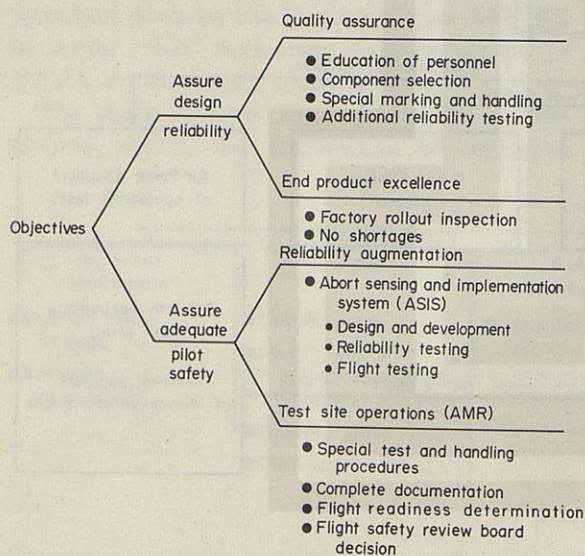 Quality assurance
● Education of personnel
● Component selection
● Special marking and handling
● Additional reliability testing
Assure
design
reliability
End product excellence
● Factory rollout inspection
● No shortages
Objectives
Reliability augmentation
● Abort sensing and implementation
system (ASIS)
● Design and development
● Reliability testing
● Flight testing
Assure
adequate
pilot
safety
Test site operations (AMR)
● Special test and handling
procedures
● Complete documentation
● Flight readiness determination
● Flight safety review board
decision